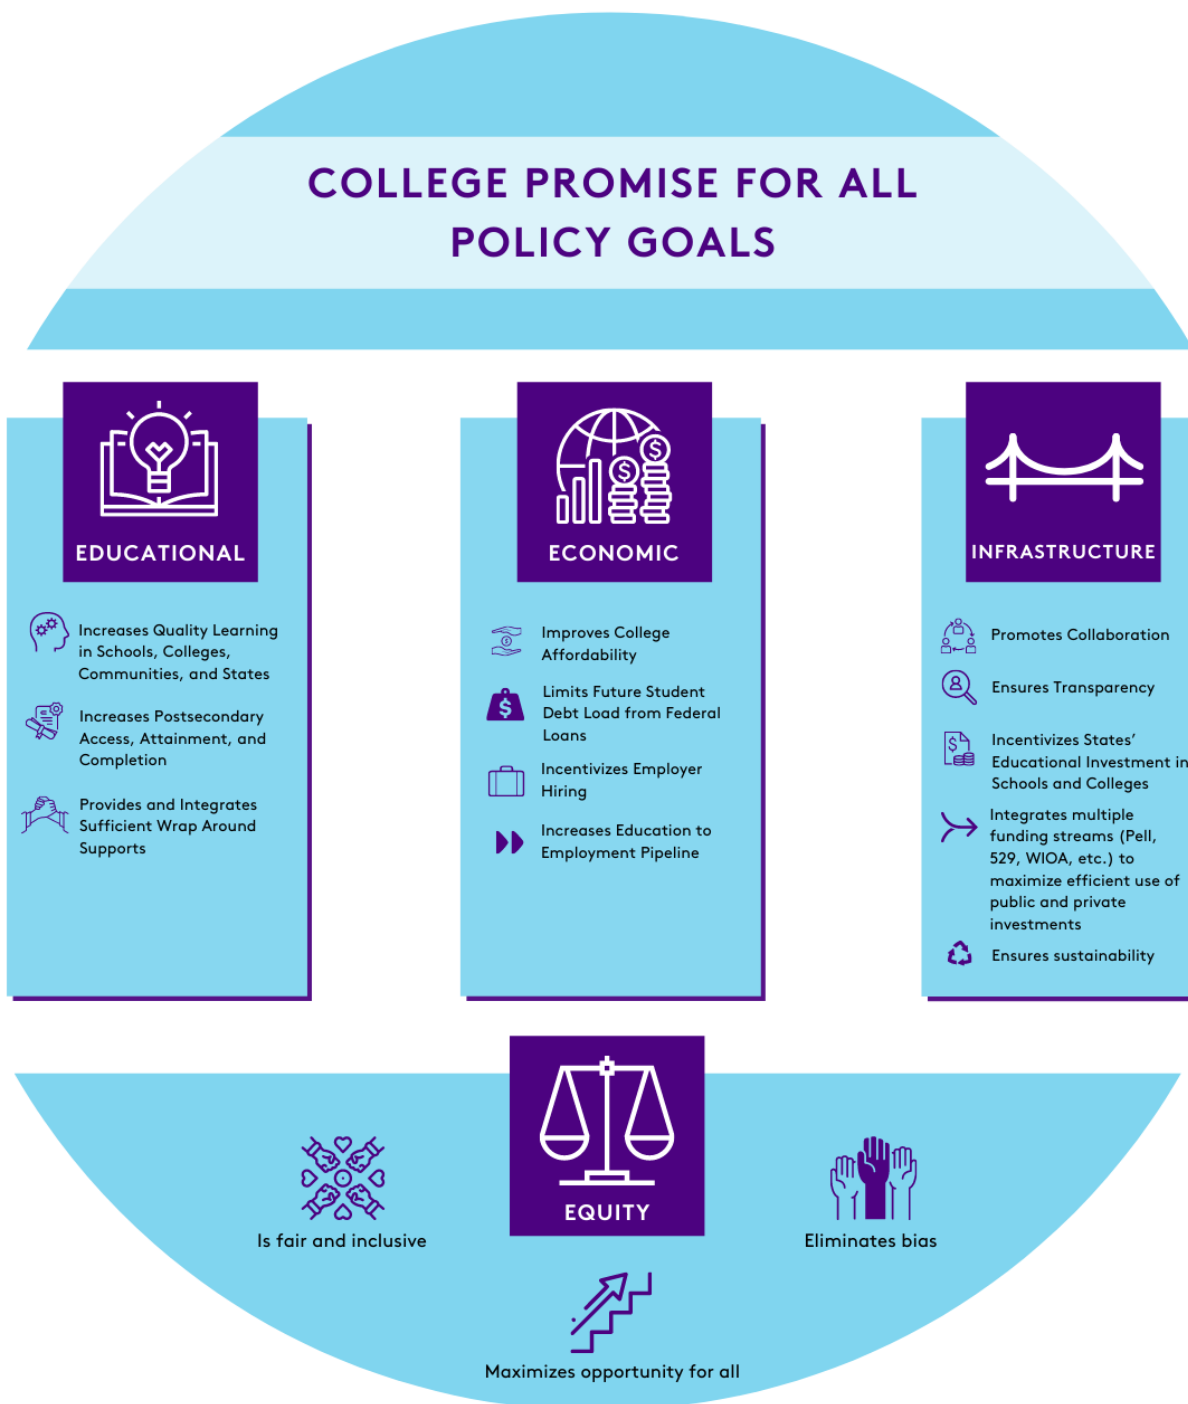 COLLEGE PROMISE FOR ALL
POLICY GOALS
EDUCATIONAL
Increases Quality Learning
in Schools, Colleges,
Communities, and States
Increases Postsecondary
Access, Attainment, and
Completion
Provides and Integrates
Sufficient Wrap Around
Supports
ECONOMIC
Improves College
Affordability
Limits Future Student
Debt Load from Federal
Loans
Incentivizes Employer
Hiring
Increases Education to
Employment Pipeline
INFRASTRUCTURE
Promotes Collaboration
Ensures Transparency
Incentivizes States’
Educational Investment in
Schools and Colleges
Integrates multiple
funding streams (Pell,
529, WIOA, etc.) to
maximize efficient use of
public and private
investments
Ensures sustainability
EQUITY
Is fair and inclusive
Eliminates bias
Maximizes opportunity for all